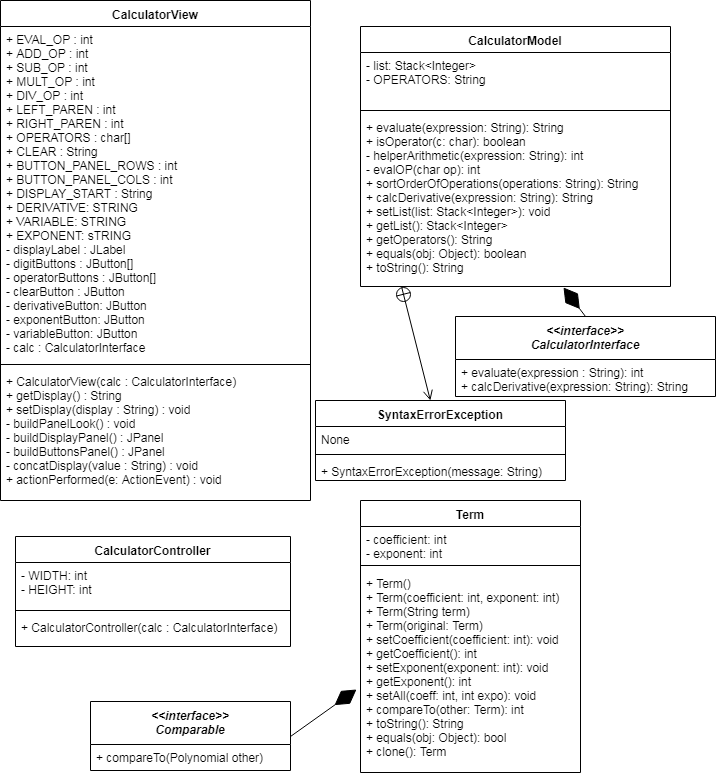 CalculatorView
+ EVAL_OP : int
+ ADD_OP : int
+ SUB_OP : int
+ MULT_OP : int
+ DIV_OP : int
+ LEFT_PAREN : int
+ RIGHT_PAREN : int
+ OPERATORS : char[]
+ CLEAR : String
+ BUTTON_PANEL_ROWS : int
+ BUTTON_PANEL_COLS : int
+ DISPLAY_START : String
+ DERIVATIVE: STRING
+ VARIABLE: STRING
+ EXPONENT: sTRING
- displayLabel : JLabel
- digitButtons : JButton[]
- operatorButtons : JButton[]
- clearButton : JButton
- derivativeButton: JButton
- exponentButton: JButton
- variableButton: JButton
- calc : CalculatorInterface
+ CalculatorView(calc : CalculatorInterface)
+ getDisplay() : String
+ setDisplay(display : String) : void
- buildPanelLook() : void
- buildDisplayPanel() : JPanel
- buildButtonsPanel() : JPanel
- concatDisplay(value : String) : void
+ actionPerformed(e: ActionEvent) : void
CalculatorModel
- list: Stack<Integer>
- OPERATORS: String
+ evaluate(expression: String): String
+ isOperator(c: char): boolean
- helperArithmetic(expression: String): int
- evalOP(char op): int
+ sortOrderOfOperations(operations: String): String
+ calcDerivative(expression: String): String
+ setList(list: Stack<Integer>): void
+ getList(): Stack<Integer>
+ getOperators(): String
+ equals(obj: Object): boolean
+ toString(): String
<<interface>>
CalculatorInterface
+ evaluate(expression : String): int
+ calcDerivative(expression: String): String
SyntaxErrorException
None
+ SyntaxErrorException(message: String)
CalculatorController
- WIDTH: int
- HEIGHT: int
+ CalculatorController(calc : CalculatorInterface)
Term
- coefficient: int
- exponent: int
+ Term()
+ Term(coefficient: int, exponent: int)
+ Term(String term)
+ Term(original: Term)
+ setCoefficient(coefficient: int): void
+ getCoefficient(): int
+ setExponent(exponent: int): void
+ getExponent(): int
+ setAll(coeff: int, int expo): void
+ compareTo(other: Term): int
+ toString(): String
+ equals(obj: Object): bool
+ clone(): Term
<<interface>>
Comparable
+ compareTo(Polynomial other)